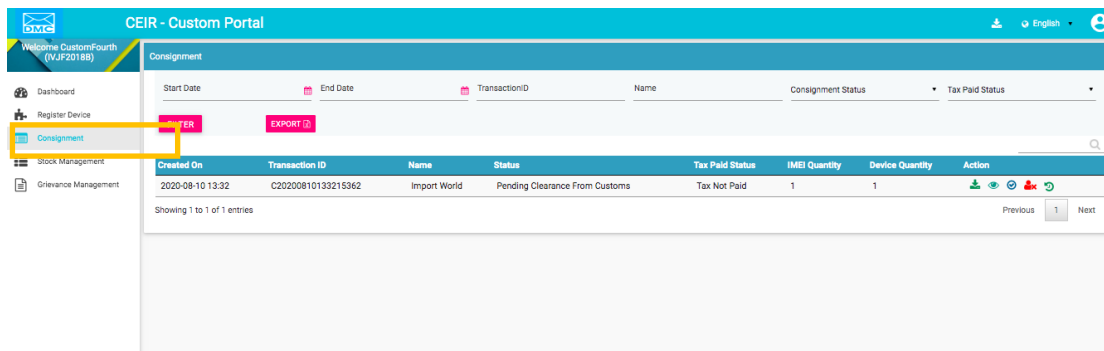 DMC
CEIR - Custom Portal
English
Welcome CustomFourth
(IVJF2018B)
Dashboard
Register Device
Consignment
Stock Management
Grievance Management
Consignment
Start Date End Date TransactionID Name Consignment Status Tax Paid Status
EXPORT
Created On Transaction ID Name Status Tax Paid Status IMEI Quantity Device Quantity Action
2020-08-10 13:32 C20200810133215362 Import World Pending Clearance From Customs Tax Not Paid 1 1
Showing 1 to 1 of 1 entries
Previous 1 Next